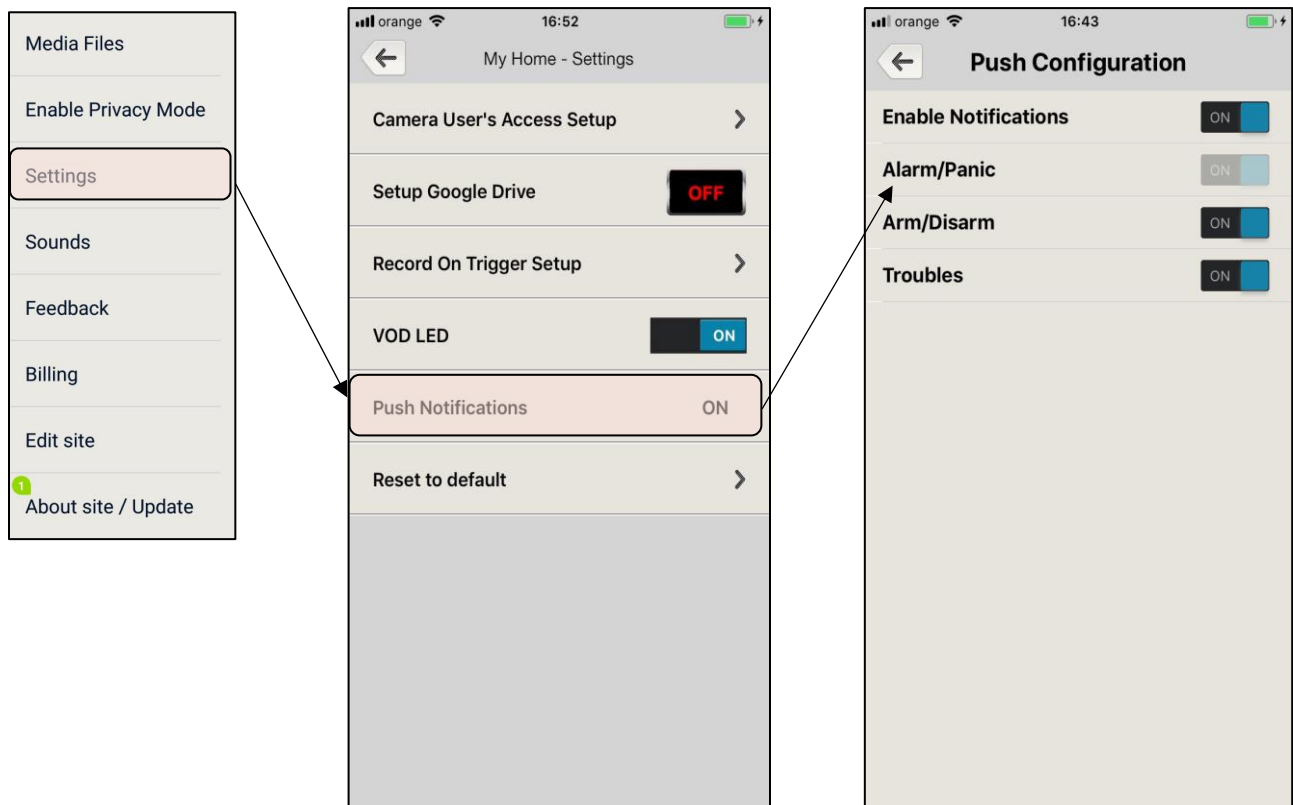 Media Files
Enable Privacy Mode
Settings
Sounds
Feedback
Billing
Edit site
1
About site / Update
orange 16:52
My Home - Settings
Camera User's Access Setup
Setup Google Drive OFF
Record On Trigger Setup
VOD LED ON
Push Notifications ON
Reset to default
orange 16:43
Push Configuration
Enable Notifications ON
Alarm/Panic ON
Arm/Disarm ON
Troubles ON